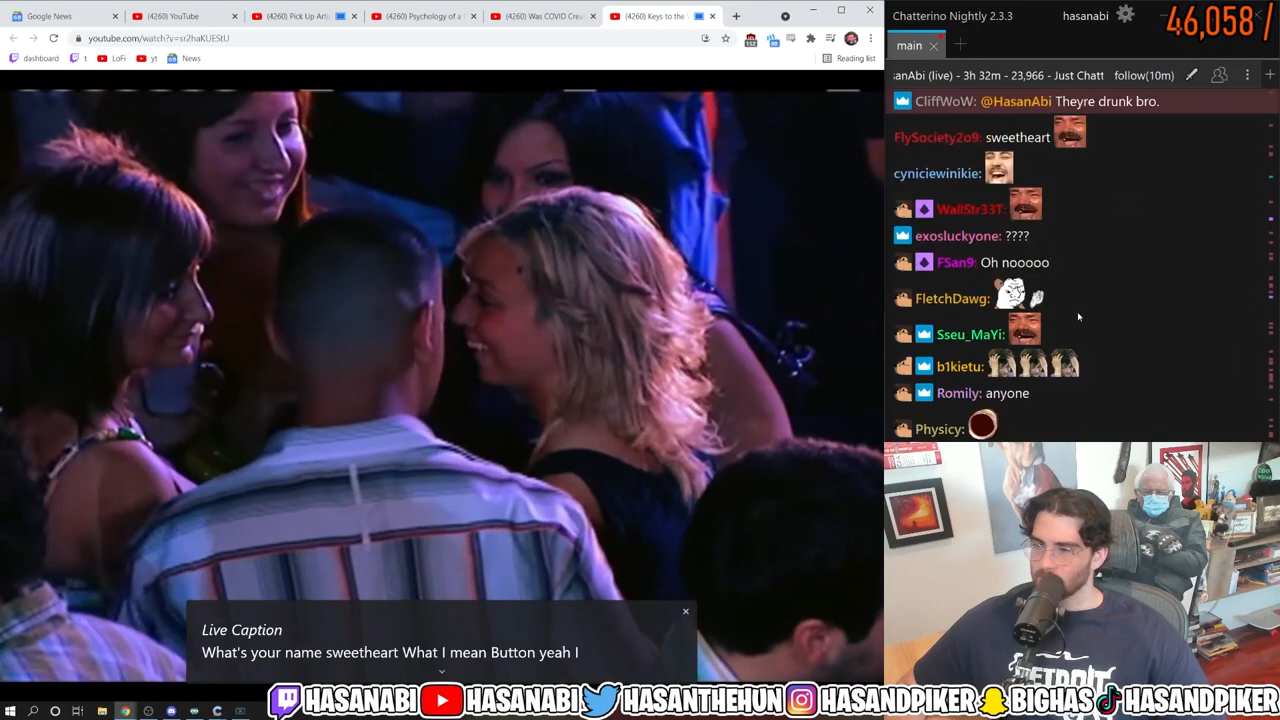 Google News
(4260) YouTube
(4260) Pick Up Arti
(4260) Psychology of a
(4260) Was COVID Crea
(4260) Keys to the
youtube.com/watch?v=sr2haKUEStU
dashboard
t
LoFi
yt
News
Reading list
Chatterino Nightly 2.3.3
hasanabi
46,058 /
main
sanAbi (live) - 3h 32m - 23,966 - Just Chatt
follow(10m)
CliffWoW: @HasanAbi Theyre drunk bro.
FlySociety2o9: sweetheart
cyniciewinikie:
WallStr33T:
exosluckyone: ????
FSan9: Oh nooooo
FletchDawg:
Sseu_MaYi:
b1kietu:
Romily: anyone
Physicy:
Live Caption
What's your name sweetheart What I mean Button yeah I
DETROIT
HASANABI HASANABI HASANTHEHUN HASANDPIKER BIGHAS HASANDPIKER